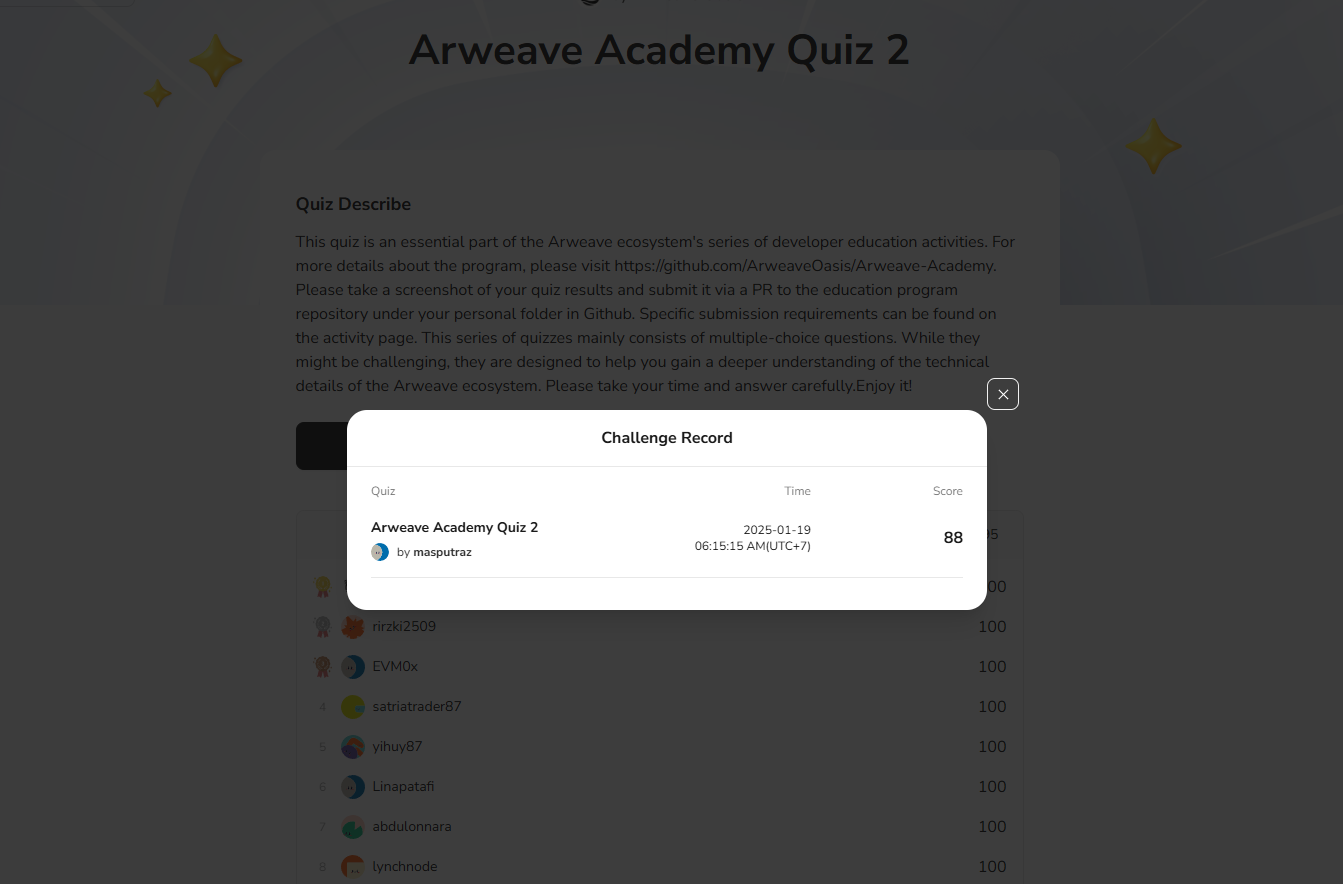 Arweave Academy Quiz 2
Quiz Describe
This quiz is an essential part of the Arweave ecosystem's series of developer education activities. For
more details about the program, please visit https://github.com/ArweaveOasis/Arweave-Academy.
Please take a screenshot of your quiz results and submit it via a PR to the education program
repository under your personal folder in Github. Specific submission requirements can be found on
the activity page. This series of quizzes mainly consists of multiple-choice questions. While they
might be challenging, they are designed to help you gain a deeper understanding of the technical
details of the Arweave ecosystem. Please take your time and answer carefully.Enjoy it!
Challenge Record
Quiz Time Score
Arweave Academy Quiz 2
by masputraz
2025-01-19
06:15:15 AM(UTC+7)
88
rirzki2509 100
EVM0x 100
4 satriatrader87 100
5 yihuy87 100
6 Linapatafi 100
7 abdulonnara 100
8 lynchnode 100